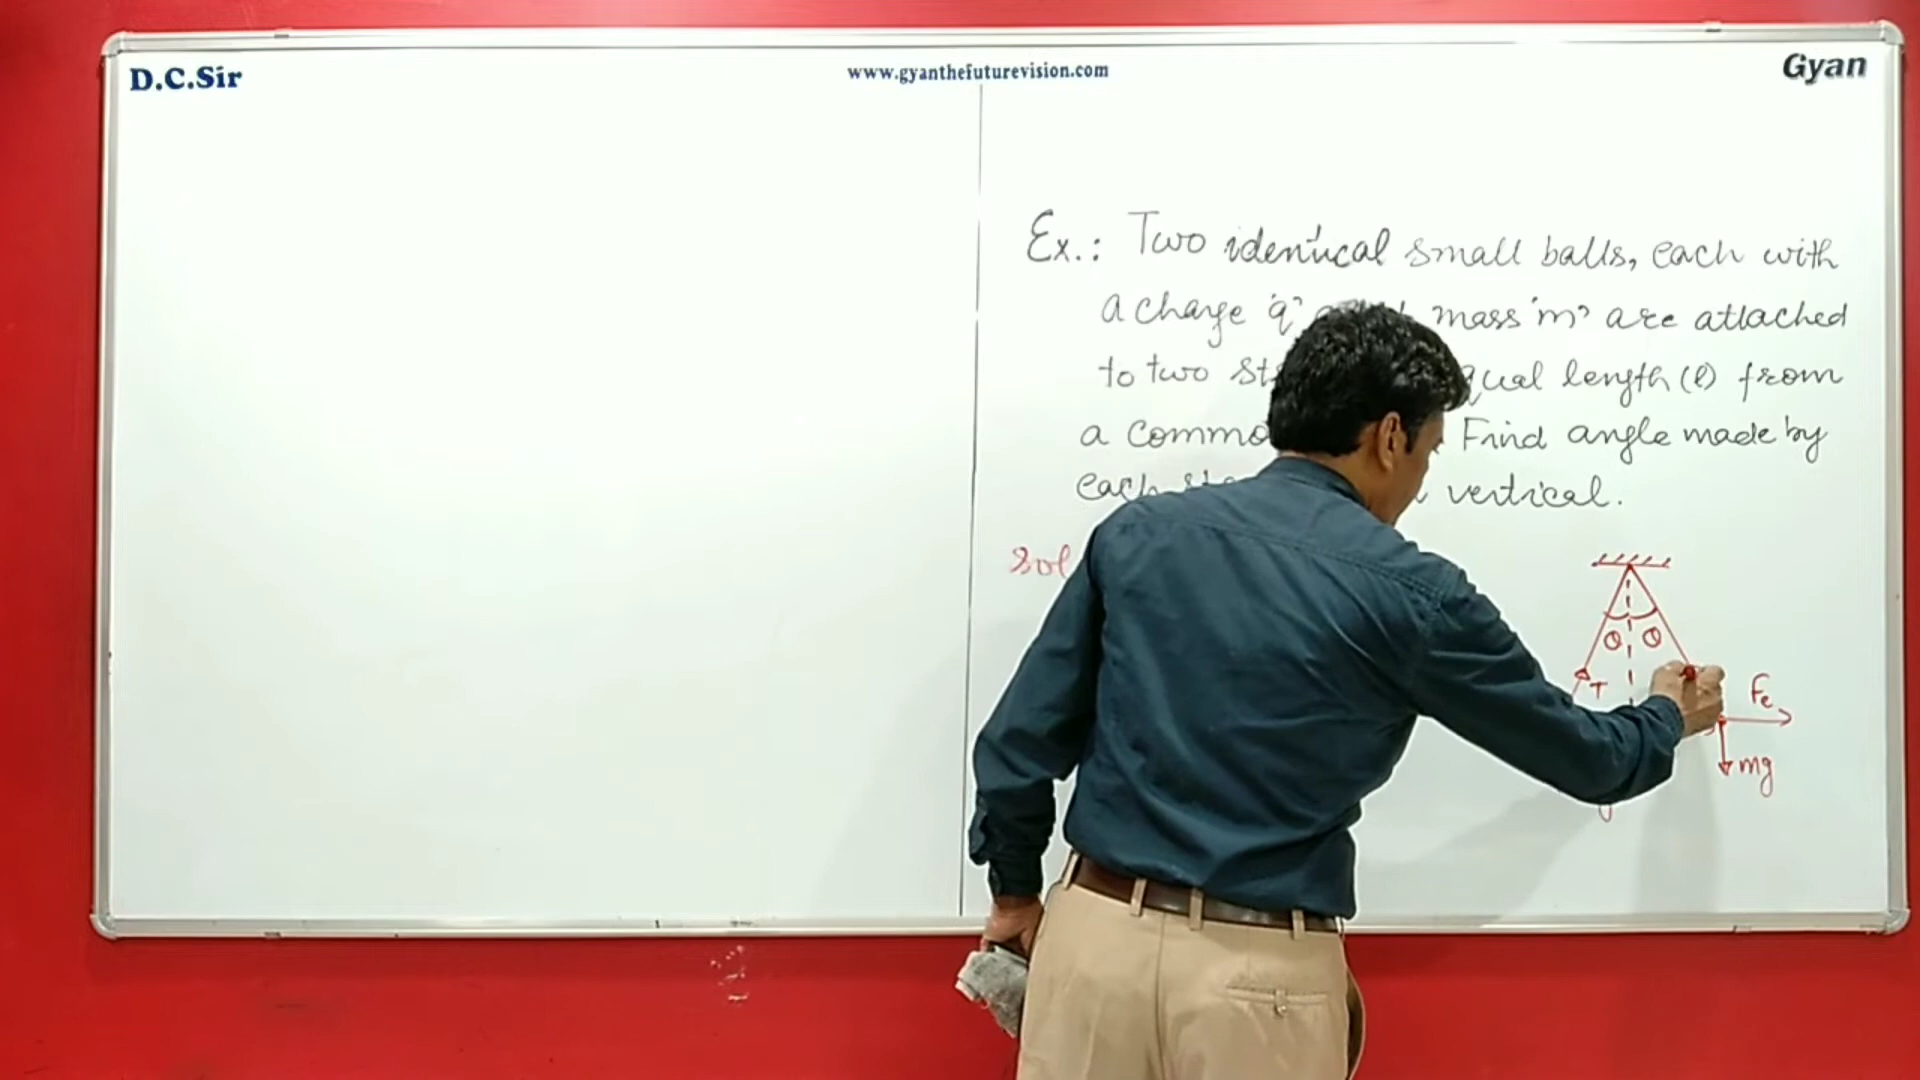 D.C.Sir
www.gyanthefuturevision.com
Gyan
Ex.: Two identical small balls, each with
a charge 'q' mass 'm' are attached
to two equal length (l) from
a Find angle made by
each vertical.
Sol
θ θ
T
Fe
mg